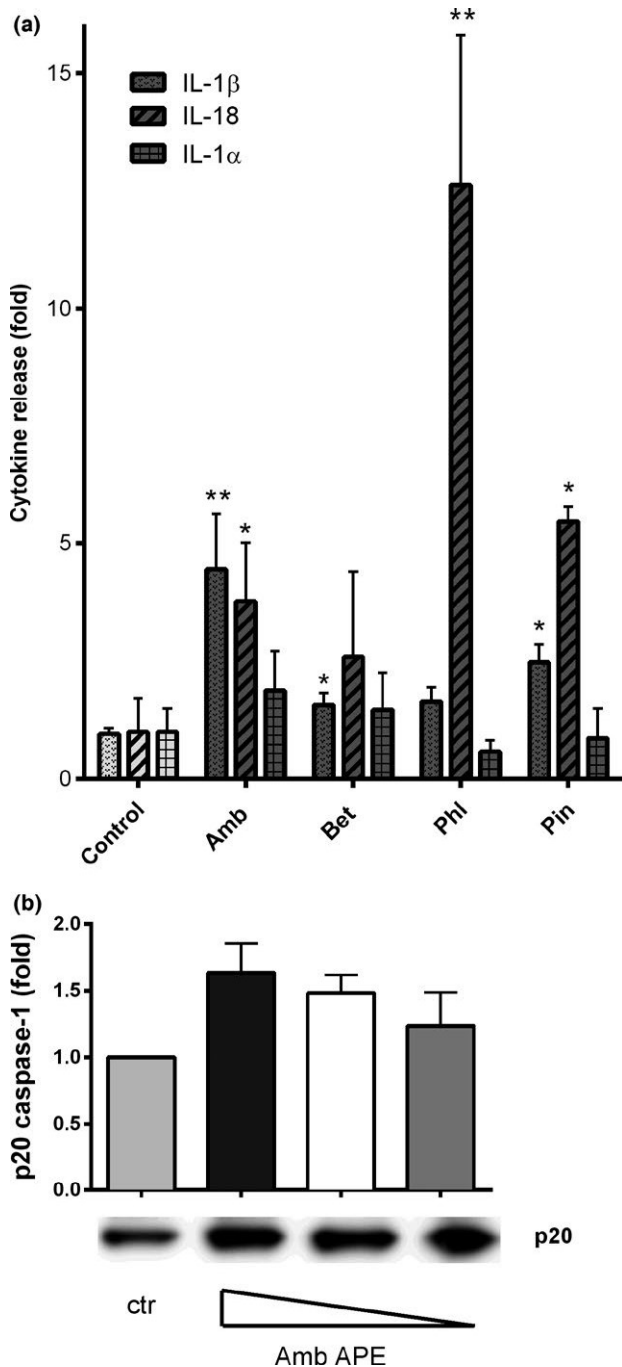 (a)
**
15
IL-1β
IL-18
IL-1α
10
Cytokine release (fold)
** * *
5
* *
0
Control Amb Bet Phl Pin
(b)
2.0
1.5
1.0
0.5
0.0
p20 caspase-1 (fold)
p20
ctr
Amb APE